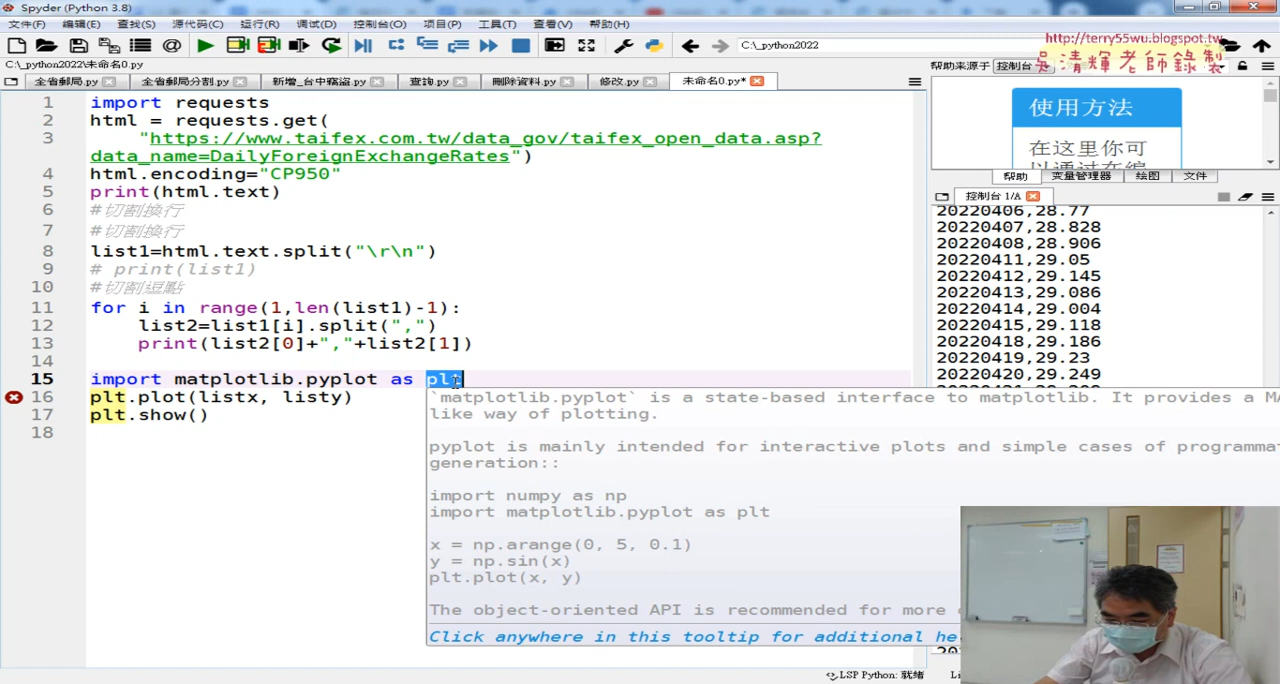 Spyder (Python 3.8)
文件(F) 编辑(E) 查找(S) 源代码(C) 运行(R) 调试(D) 控制台(O) 项目(P) 工具(T) 查看(V) 帮助(H)
C:\_python2022
http://terry55wu.blogspot.tw
吳清輝老師錄製
C:\_python2022\未命名0.py
帮助来源于 控制台
全省郵局.py 全省郵局分割.py 新增_台中竊盜.py 查詢.py 刪除資料.py 修改.py 未命名0.py*
1 import requests
2 html = requests.get(
3 "https://www.taifex.com.tw/data_gov/taifex_open_data.asp?
data_name=DailyForeignExchangeRates")
4 html.encoding="CP950"
5 print(html.text)
6 #切割換行
7 #切割換行
8 list1=html.text.split("\r\n")
9 # print(list1)
10 #切割逗點
11 for i in range(1,len(list1)-1):
12 list2=list1[i].split(",")
13 print(list2[0]+","+list2[1])
14
15 import matplotlib.pyplot as plt
16 plt.plot(listx, listy)
17 plt.show()
18
`matplotlib.pyplot` is a state-based interface to matplotlib. It provides a MA
like way of plotting.
pyplot is mainly intended for interactive plots and simple cases of programma
generation::
import numpy as np
import matplotlib.pyplot as plt
x = np.arange(0, 5, 0.1)
y = np.sin(x)
plt.plot(x, y)
The object-oriented API is recommended for more
Click anywhere in this tooltip for additional he
使用方法
在这里你可
以通过在编
帮助 变量管理器 绘图 文件
控制台 1/A
20220406,28.77
20220407,28.828
20220408,28.906
20220411,29.05
20220412,29.145
20220413,29.086
20220414,29.004
20220415,29.118
20220418,29.186
20220419,29.23
20220420,29.249
LSP Python: 就绪